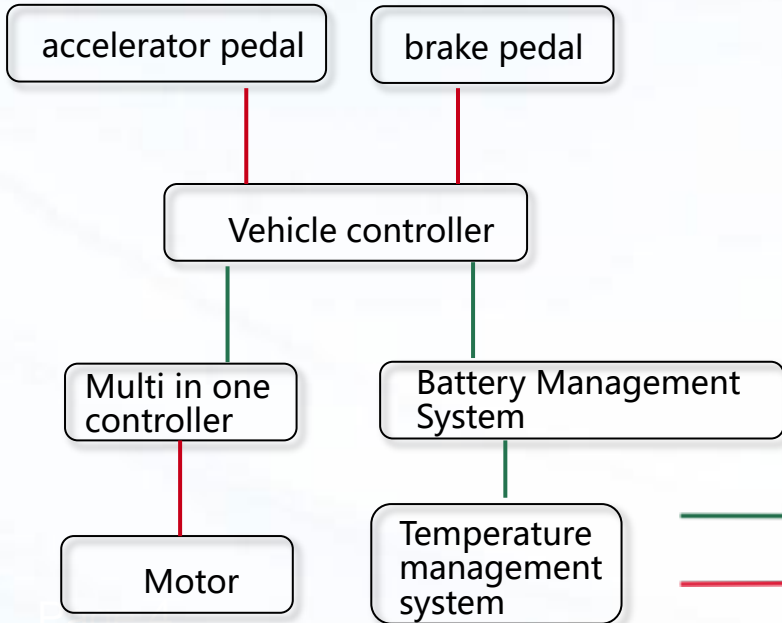 accelerator pedal
brake pedal
Vehicle controller
Multi in one
controller
Battery Management
System
Temperature
management
system
Motor